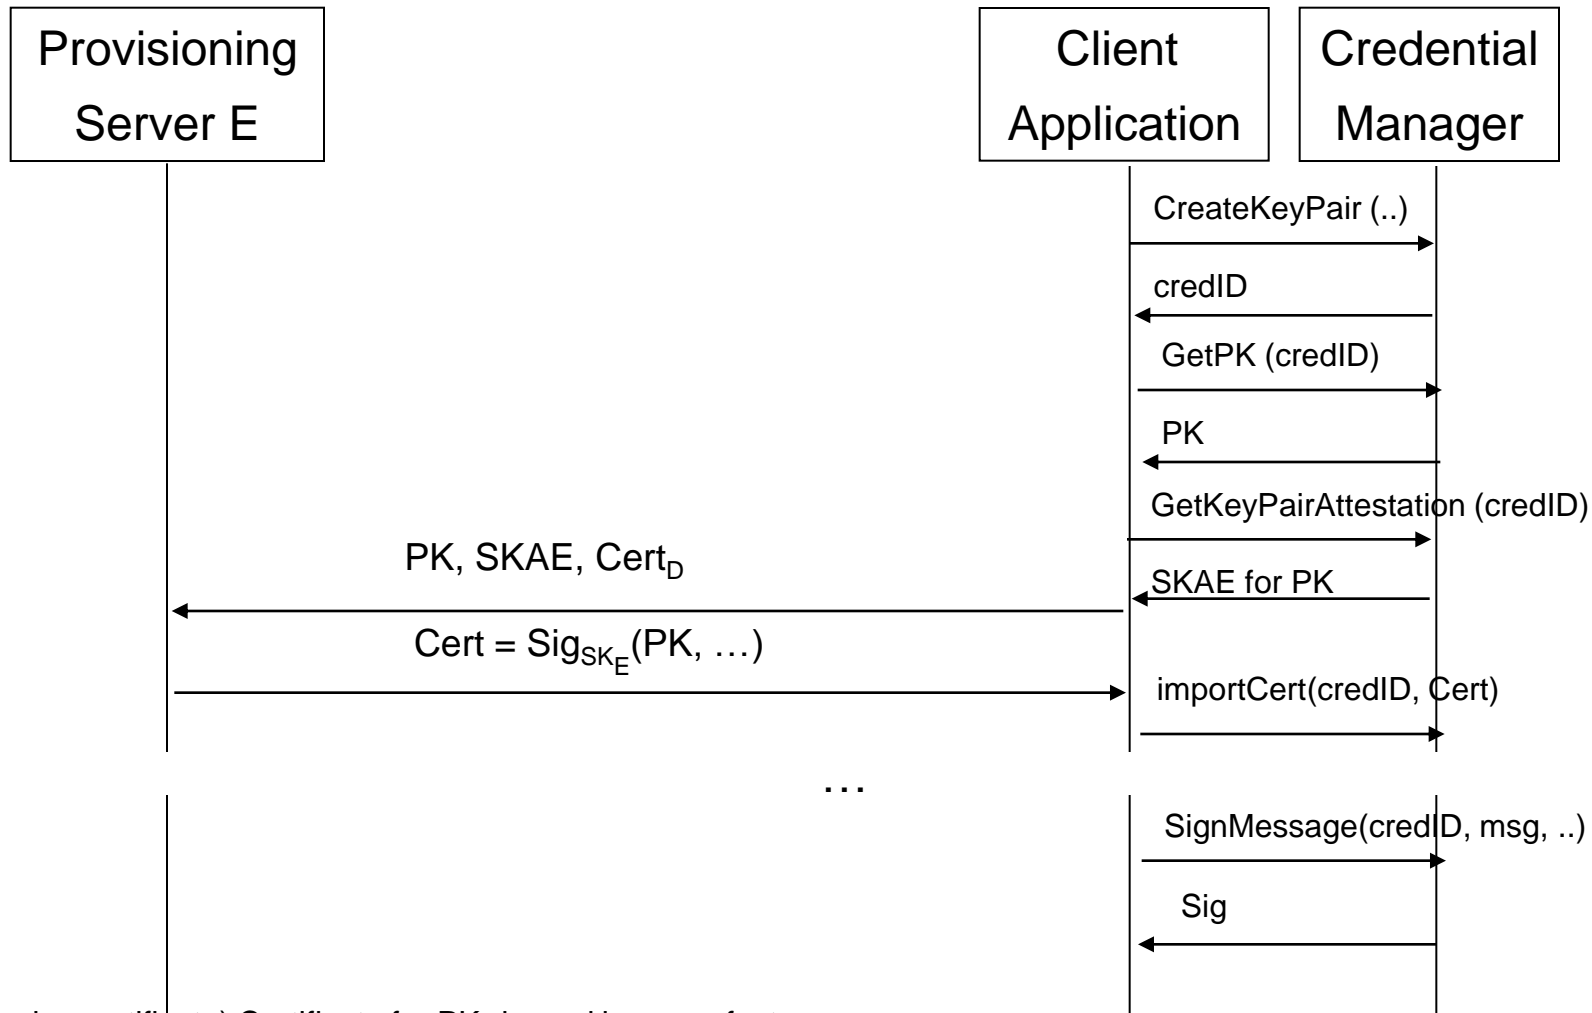 Provisioning
Server E
Client
Application
Credential
Manager
CreateKeyPair (..)
credID
GetPK (credID)
PK
GetKeyPairAttestation (credID)
PK, SKAE, Cert_D
SKAE for PK
Cert = Sig_SK_E(PK, …)
importCert(credID, Cert)
…
SignMessage(credID, msg, ..)
Sig